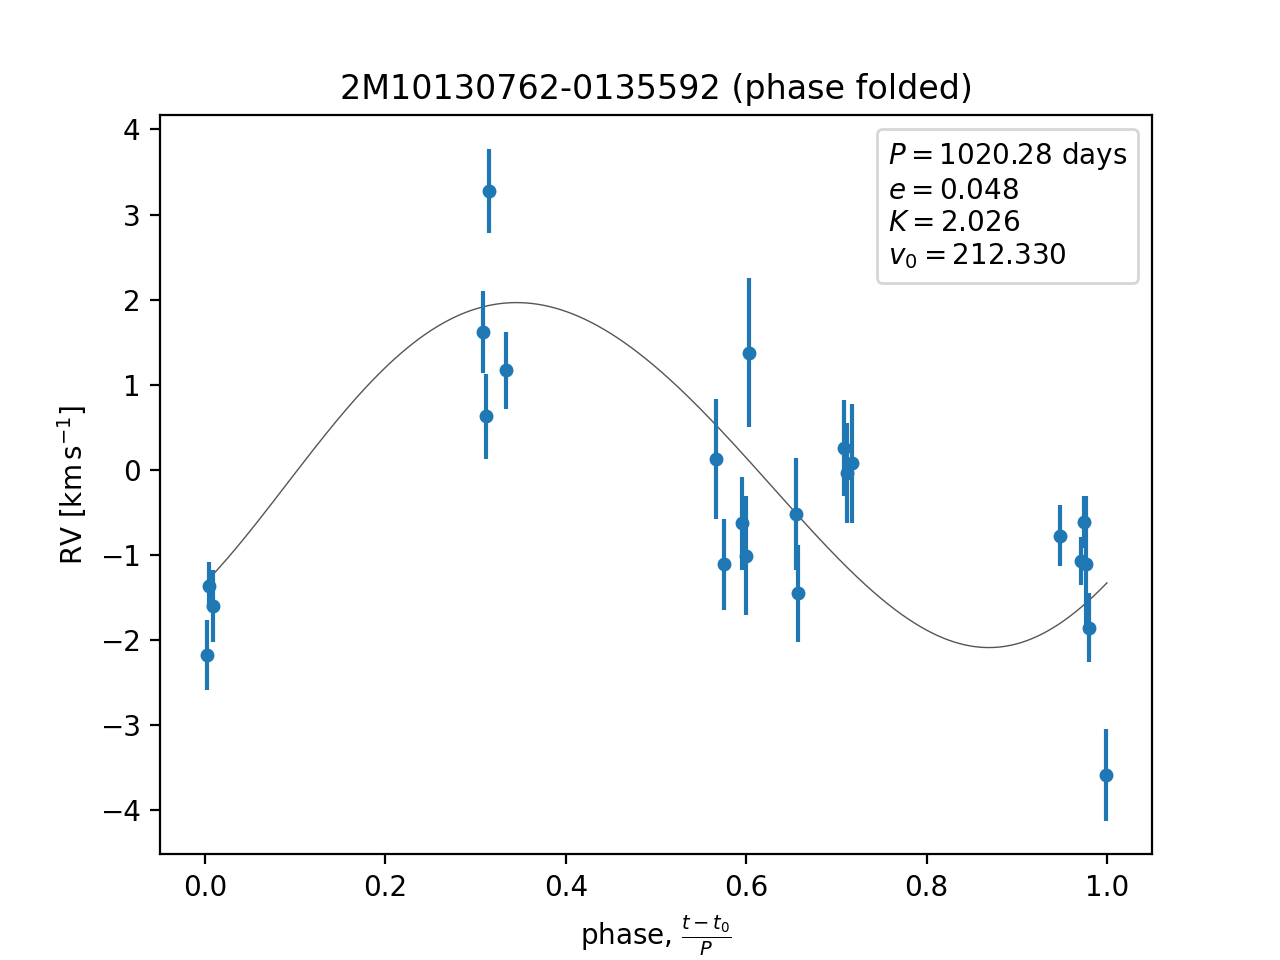 2M10130762-0135592 (phase folded)
P = 1020.28 days
e = 0.048
K = 2.026
v₀ = 212.330
RV [km s⁻¹]
4
3
2
1
0
−1
−2
−3
−4
0.0 0.2 0.4 0.6 0.8 1.0
phase, (t − t₀)/P